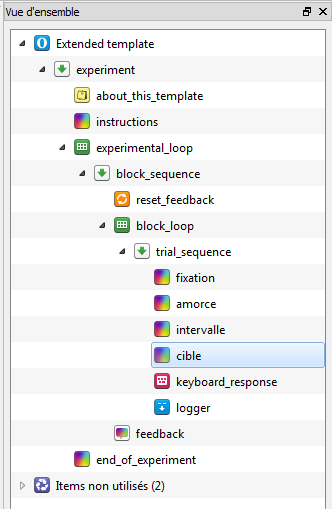 Vue d'ensemble
Extended template
experiment
about_this_template
instructions
experimental_loop
block_sequence
reset_feedback
block_loop
trial_sequence
fixation
amorce
intervalle
cible
keyboard_response
logger
feedback
end_of_experiment
Items non utilisés (2)